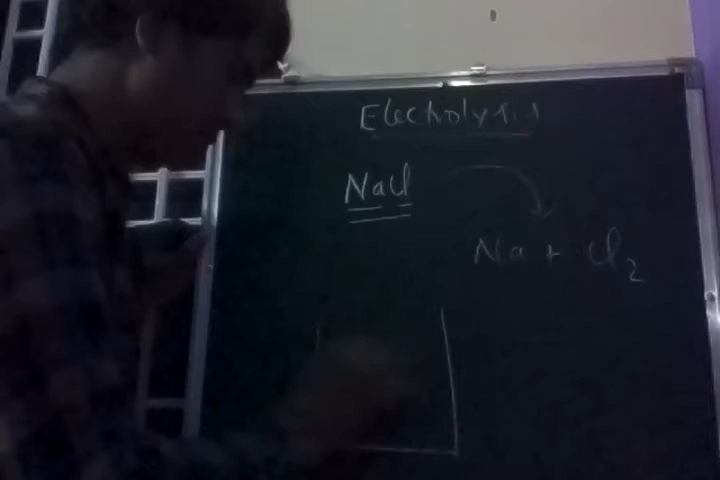 Electrolysis
NaCl
Na + Cl₂